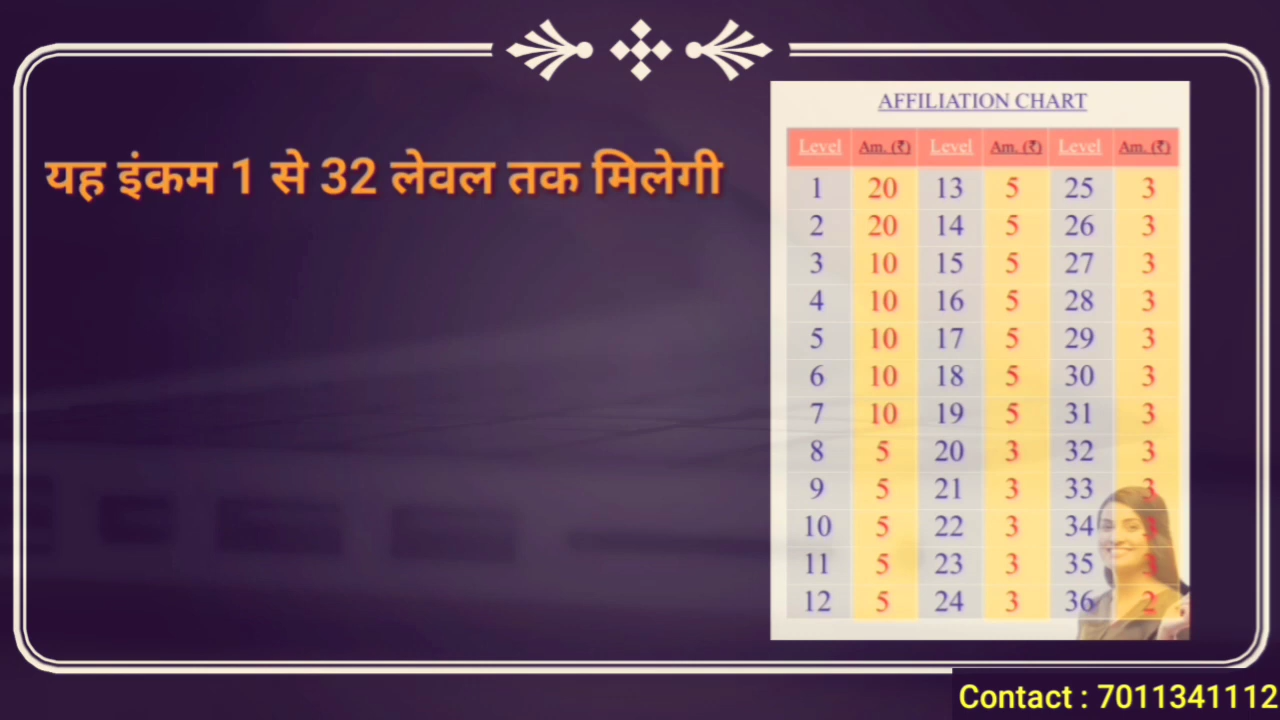 यह इंकम 1 से 32 लेवल तक मिलेगी
AFFILIATION CHART
Level Am. (₹) Level Am. (₹) Level Am. (₹)
1 20 13 5 25 3
2 20 14 5 26 3
3 10 15 5 27 3
4 10 16 5 28 3
5 10 17 5 29 3
6 10 18 5 30 3
7 10 19 5 31 3
8 5 20 3 32 3
9 5 21 3 33 3
10 5 22 3 34 3
11 5 23 3 35 3
12 5 24 3 36 2
Contact : 7011341112